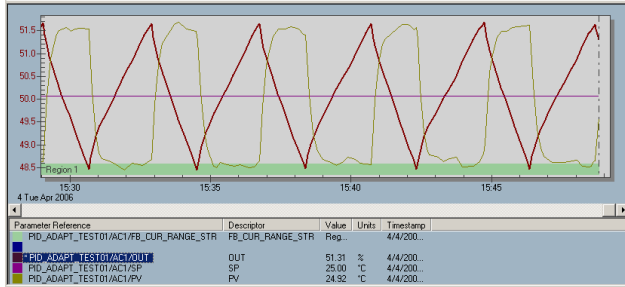 51.5
51.0
50.5
50.0
49.5
49.0
48.5
Region 1
15:30 15:35 15:40 15:45
4 Tue Apr 2006
Parameter Reference Descriptor Value Units Timestamp
PID_ADAPT_TEST01/AC1/FB_CUR_RANGE_STR FB_CUR_RANGE_STR Reg... 4/4/200...
*PID_ADAPT_TEST01/AC1/OUT OUT 51.31 % 4/4/200...
PID_ADAPT_TEST01/AC1/SP SP 25.00 °C 4/4/200...
PID_ADAPT_TEST01/AC1/PV PV 24.92 °C 4/4/200...